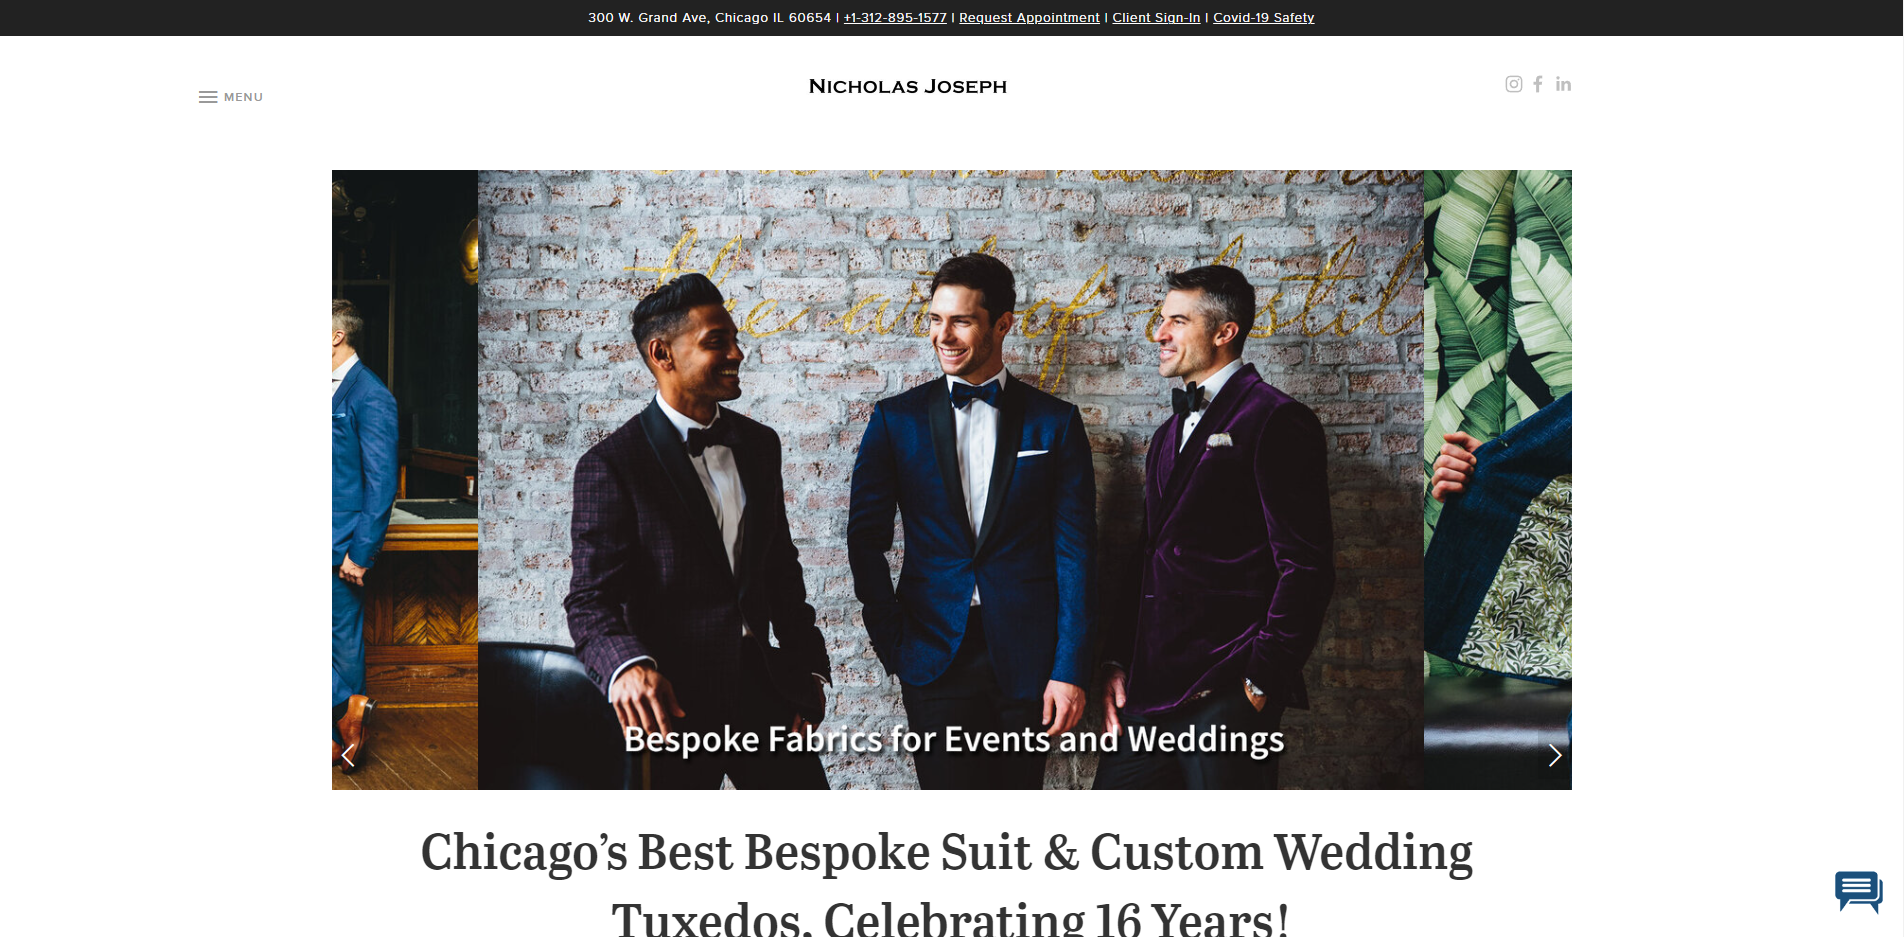 300 W. Grand Ave, Chicago IL 60654 | +1-312-895-1577 | Request Appointment | Client Sign-In | Covid-19 Safety
MENU
NICHOLAS JOSEPH
the art of
Bespoke Fabrics for Events and Weddings
Chicago’s Best Bespoke Suit & Custom Wedding
Tuxedos, Celebrating 16 Years!